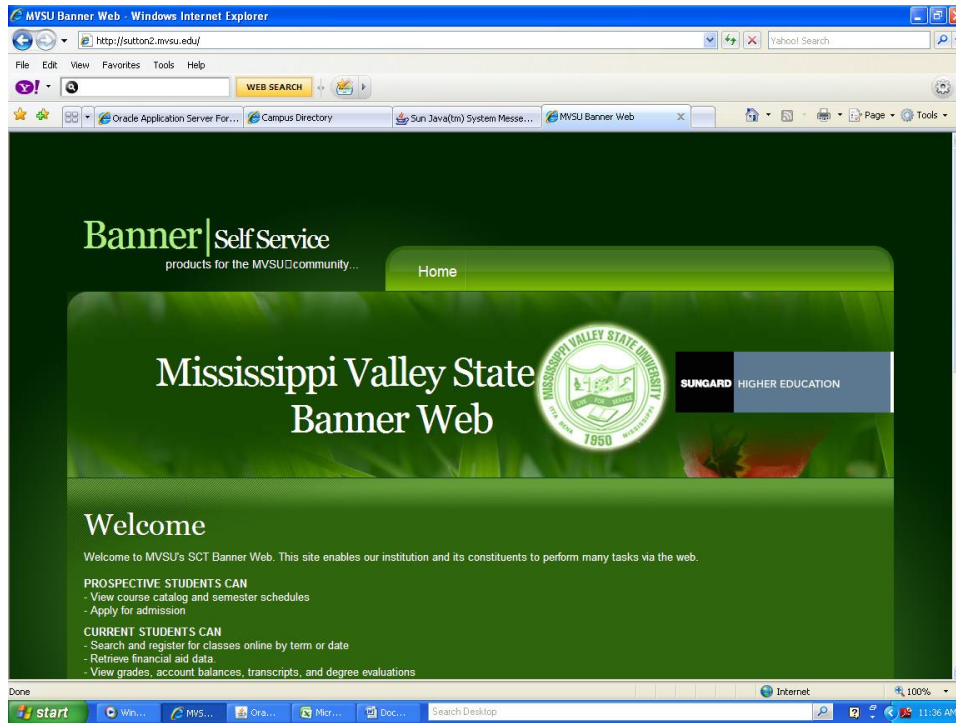 MVSU Banner Web - Windows Internet Explorer
http://sutton2.mvsu.edu/
Yahoo! Search
File Edit View Favorites Tools Help
Y! WEB SEARCH
Oracle Application Server For... Campus Directory Sun Java(tm) System Messe... MVSU Banner Web X Page Tools
Banner|Self Service
products for the MVSU□community...
Home
Mississippi Valley State
Banner Web
MISSISSIPPI VALLEY STATE UNIVERSITY
LIVE FOR SERVICE
ITTA BENA 1950 MISSISSIPPI
SUNGARD HIGHER EDUCATION
Welcome
Welcome to MVSU's SCT Banner Web. This site enables our institution and its constituents to perform many tasks via the web.
PROSPECTIVE STUDENTS CAN
- View course catalog and semester schedules
- Apply for admission
CURRENT STUDENTS CAN
- Search and register for classes online by term or date
- Retrieve financial aid data.
- View grades, account balances, transcripts, and degree evaluations
Done Internet 100%
start Win... MVS... Ora... Micr... Doc... Search Desktop 11:36 AM